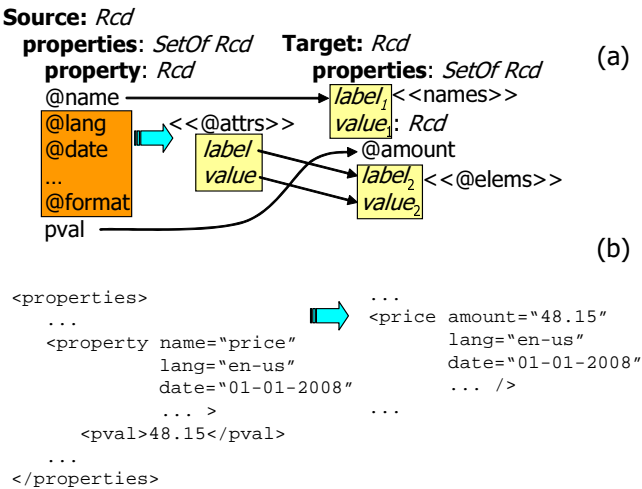 Source: Rcd
properties: SetOf Rcd
Target: Rcd
(a)
property: Rcd
properties: SetOf Rcd
@name
label1 <<names>>
value1: Rcd
@lang
@date
...
@format
<<@attrs>>
label
value
@amount
label2 <<@elems>>
value2
pval
(b)
<properties>
...
<property name=“price”
lang=“en-us”
date=“01-01-2008”
... >
<pval>48.15</pval>
...
</properties>
...
<price amount=“48.15”
lang=“en-us”
date=“01-01-2008”
... />
...